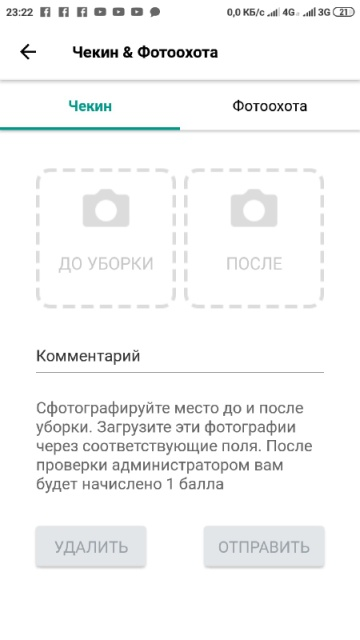 23:22 0,0 КБ/с 4G 3G 21
Чекин & Фотоохота
Чекин Фотоохота
ДО УБОРКИ ПОСЛЕ
Комментарий
Сфотографируйте место до и после
уборки. Загрузите эти фотографии
через соответствующие поля. После
проверки администратором вам
будет начислено 1 балла
УДАЛИТЬ ОТПРАВИТЬ